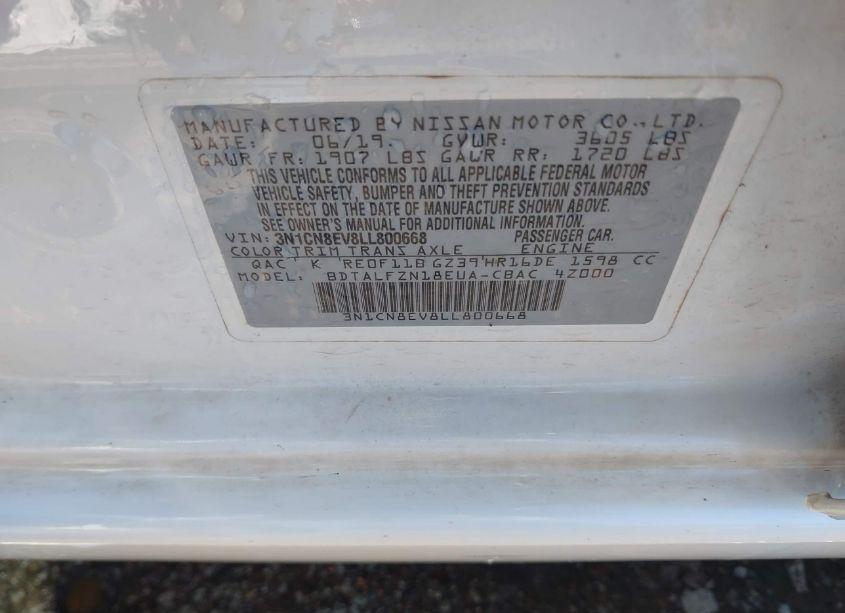 MANUFACTURED BY NISSAN MOTOR CO., LTD.
DATE: 06/19. GVWR: 3605 LBS
GAWR FR: 1907 LBS GAWR RR: 1720 LBS
THIS VEHICLE CONFORMS TO ALL APPLICABLE FEDERAL MOTOR
VEHICLE SAFETY, BUMPER AND THEFT PREVENTION STANDARDS
IN EFFECT ON THE DATE OF MANUFACTURE SHOWN ABOVE.
SEE OWNER'S MANUAL FOR ADDITIONAL INFORMATION.
VIN: 3N1CN8EV8LL800668 PASSENGER CAR.
COLOR TRIM TRANS AXLE ENGINE
QAC K RE0F11B GZ39 HR16DE 1598 CC
MODEL: BDTALFZN18EUA-CBAC 4Z000
3N1CN8EV8LL800668